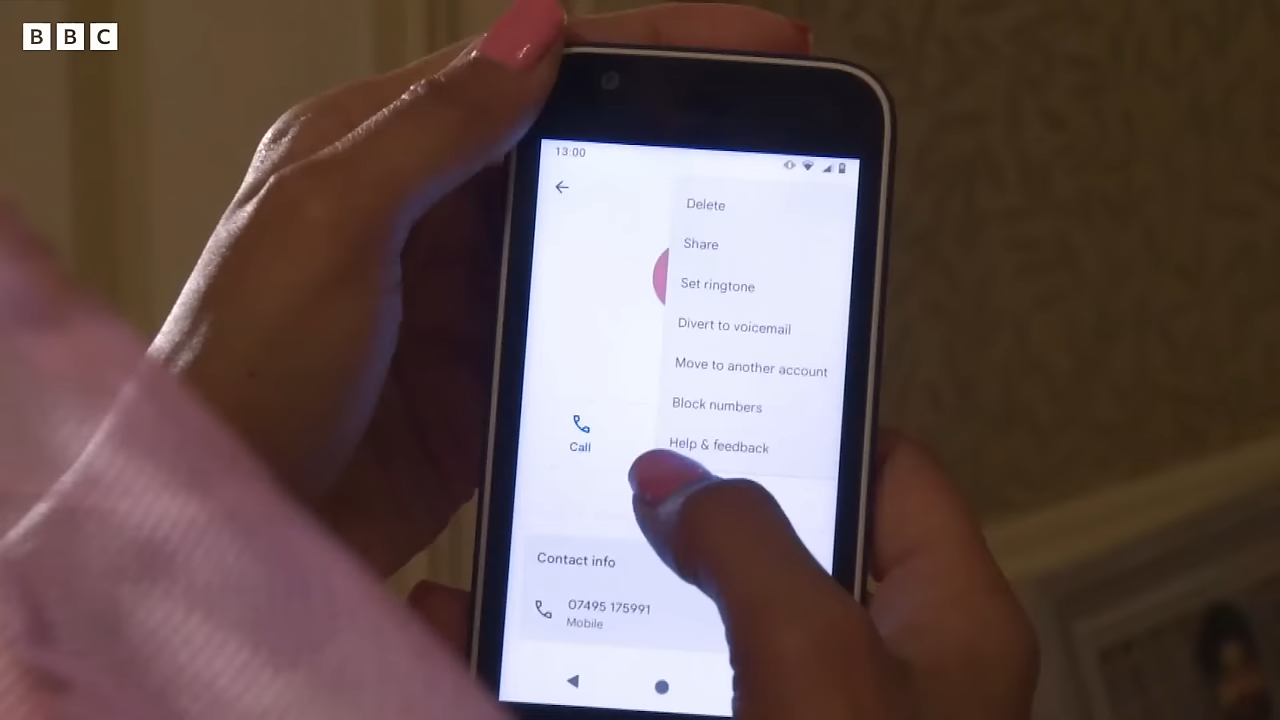 BBC
13:00
Delete
Share
Set ringtone
Divert to voicemail
Move to another account
Block numbers
Help & feedback
Call
Contact info
07495 175991
Mobile